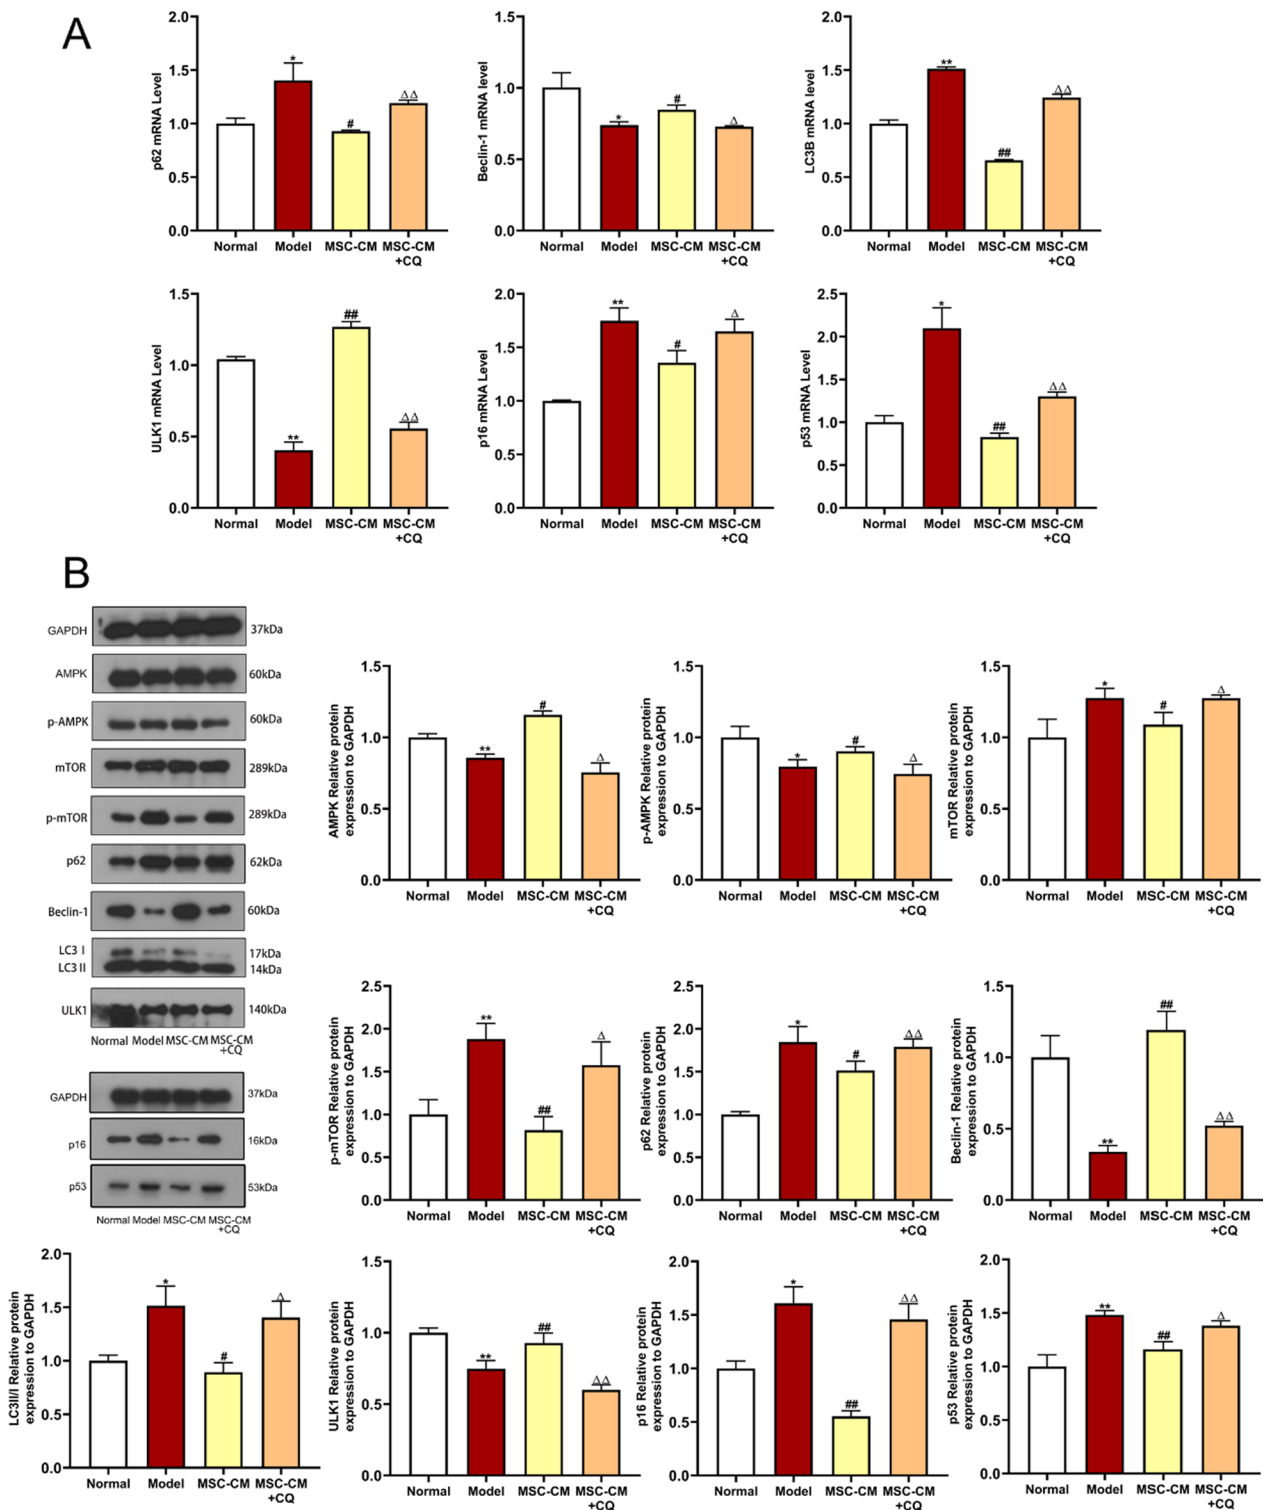 A
p62 mRNA Level
2.0
1.5
1.0
0.5
0.0
*
#
ΔΔ
Normal
Model
MSC-CM
MSC-CM
+CQ
Beclin-1 mRNA level
1.5
1.0
0.5
0.0
*
#
Δ
Normal
Model
MSC-CM
MSC-CM
+CQ
LC3B mRNA level
2.0
1.5
1.0
0.5
0.0
**
##
ΔΔ
Normal
Model
MSC-CM
MSC-CM
+CQ
ULK1 mRNA Level
1.5
1.0
0.5
0.0
**
##
ΔΔ
Normal
Model
MSC-CM
MSC-CM
+CQ
p16 mRNA Level
2.0
1.5
1.0
0.5
0.0
**
#
Δ
Normal
Model
MSC-CM
MSC-CM
+CQ
p53 mRNA Level
2.5
2.0
1.5
1.0
0.5
0.0
*
##
ΔΔ
Normal
Model
MSC-CM
MSC-CM
+CQ
B
GAPDH 37kDa
AMPK 60kDa
p-AMPK 60kDa
mTOR 289kDa
p-mTOR 289kDa
p62 62kDa
Beclin-1 60kDa
LC3 I 17kDa
LC3 II 14kDa
ULK1 140kDa
Normal Model MSC-CM MSC-CM
+CQ
GAPDH 37kDa
p16 16kDa
p53 53kDa
Normal Model MSC-CM MSC-CM
+CQ
AMPK Relative protein
expression to GAPDH
1.5
1.0
0.5
0.0
**
#
Δ
Normal
Model
MSC-CM
MSC-CM
+CQ
p-AMPK Relative protein
expression to GAPDH
1.5
1.0
0.5
0.0
*
#
Δ
Normal
Model
MSC-CM
MSC-CM
+CQ
mTOR Relative protein
expression to GAPDH
1.5
1.0
0.5
0.0
*
#
Δ
Normal
Model
MSC-CM
MSC-CM
+CQ
p-mTOR Relative protein
expression to GAPDH
2.5
2.0
1.5
1.0
0.5
0.0
**
##
Δ
Normal
Model
MSC-CM
MSC-CM
+CQ
p62 Relative protein
expression to GAPDH
2.5
2.0
1.5
1.0
0.5
0.0
*
#
ΔΔ
Normal
Model
MSC-CM
MSC-CM
+CQ
Beclin-1 Relative protein
expression to GAPDH
1.5
1.0
0.5
0.0
**
##
ΔΔ
Normal
Model
MSC-CM
MSC-CM
+CQ
LC3II/I Relative protein
expression to GAPDH
2.0
1.5
1.0
0.5
0.0
*
#
Δ
Normal
Model
MSC-CM
MSC-CM
+CQ
ULK1 Relative protein
expression to GAPDH
1.5
1.0
0.5
0.0
**
##
ΔΔ
Normal
Model
MSC-CM
MSC-CM
+CQ
p16 Relative protein
expression to GAPDH
2.0
1.5
1.0
0.5
0.0
*
##
ΔΔ
Normal
Model
MSC-CM
MSC-CM
+CQ
p53 Relative protein
expression to GAPDH
2.0
1.5
1.0
0.5
0.0
**
##
Δ
Normal
Model
MSC-CM
MSC-CM
+CQ